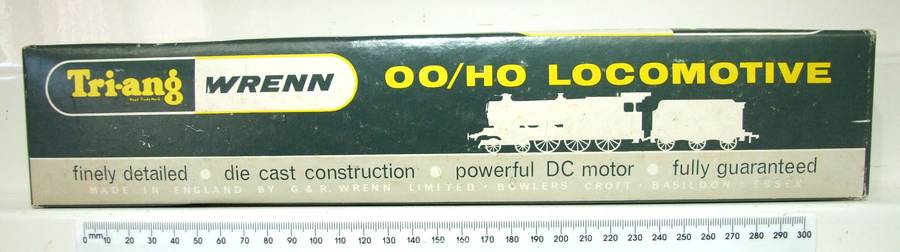 Tri-ang WRENN OO/HO LOCOMOTIVE
finely detailed • die cast construction • powerful DC motor • fully guaranteed
MADE IN ENGLAND BY G.& R. WRENN LIMITED · BOWLERS CROFT · BASILDON · ESSEX
0 mm 10 20 30 40 50 60 70 80 90 100 110 120 130 140 150 160 170 180 190 200 210 220 230 240 250 260 270 280 290 300